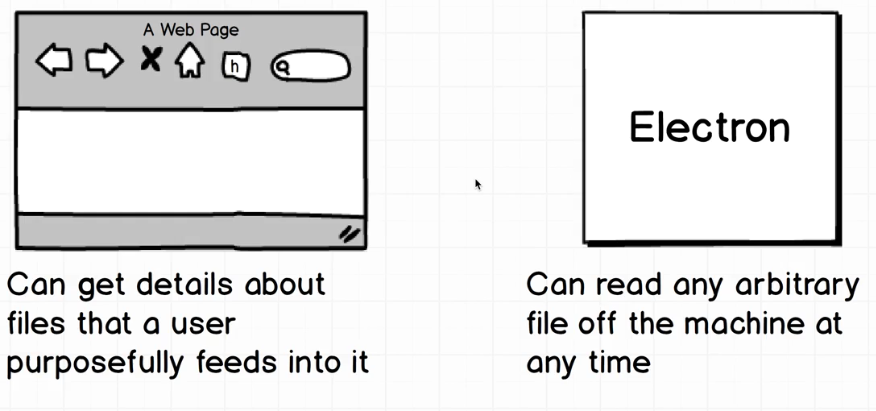 A Web Page
h
Electron
Can get details about
files that a user
purposefully feeds into it
Can read any arbitrary
file off the machine at
any time